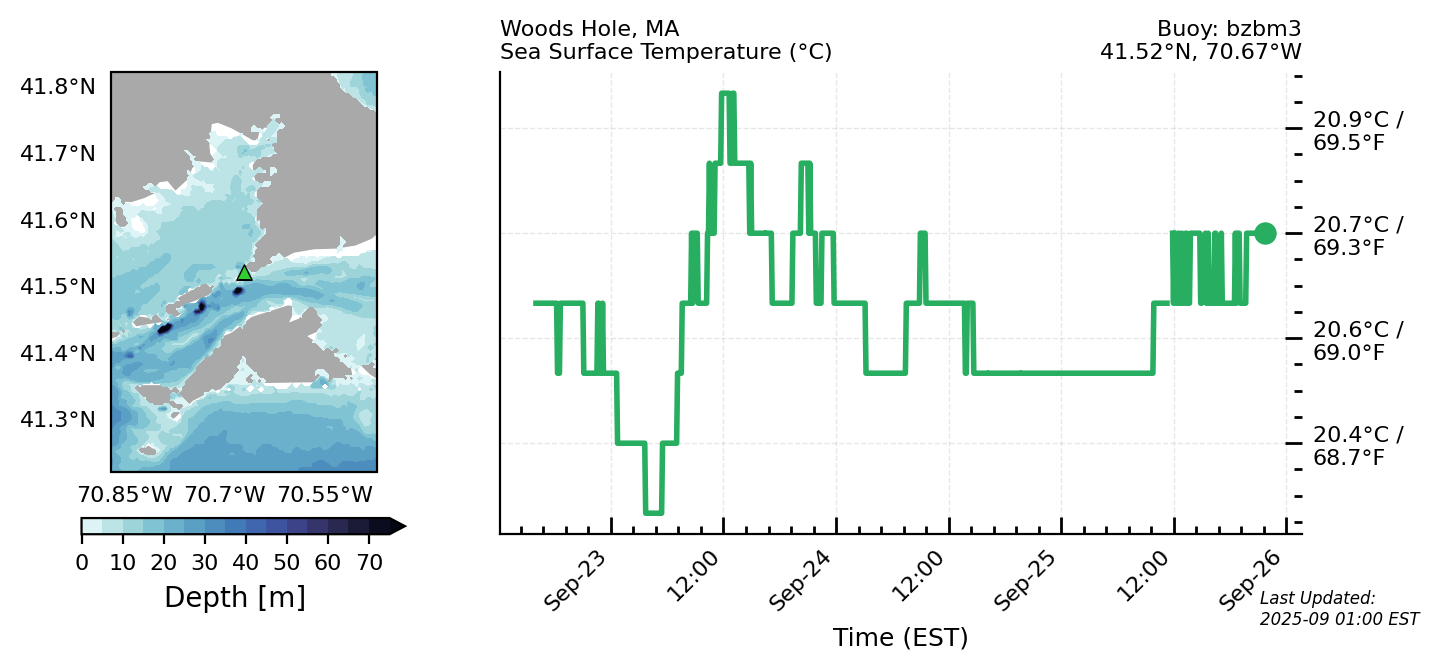 Woods Hole, MA
Sea Surface Temperature (°C)
Buoy: bzbm3
41.52°N, 70.67°W
41.8°N
41.7°N
41.6°N
41.5°N
41.4°N
41.3°N
70.85°W 70.7°W 70.55°W
0 10 20 30 40 50 60 70
Depth [m]
20.9°C /
69.5°F
20.7°C /
69.3°F
20.6°C /
69.0°F
20.4°C /
68.7°F
Sep-23 12:00 Sep-24 12:00 Sep-25 12:00 Sep-26
Time (EST)
Last Updated:
2025-09 01:00 EST